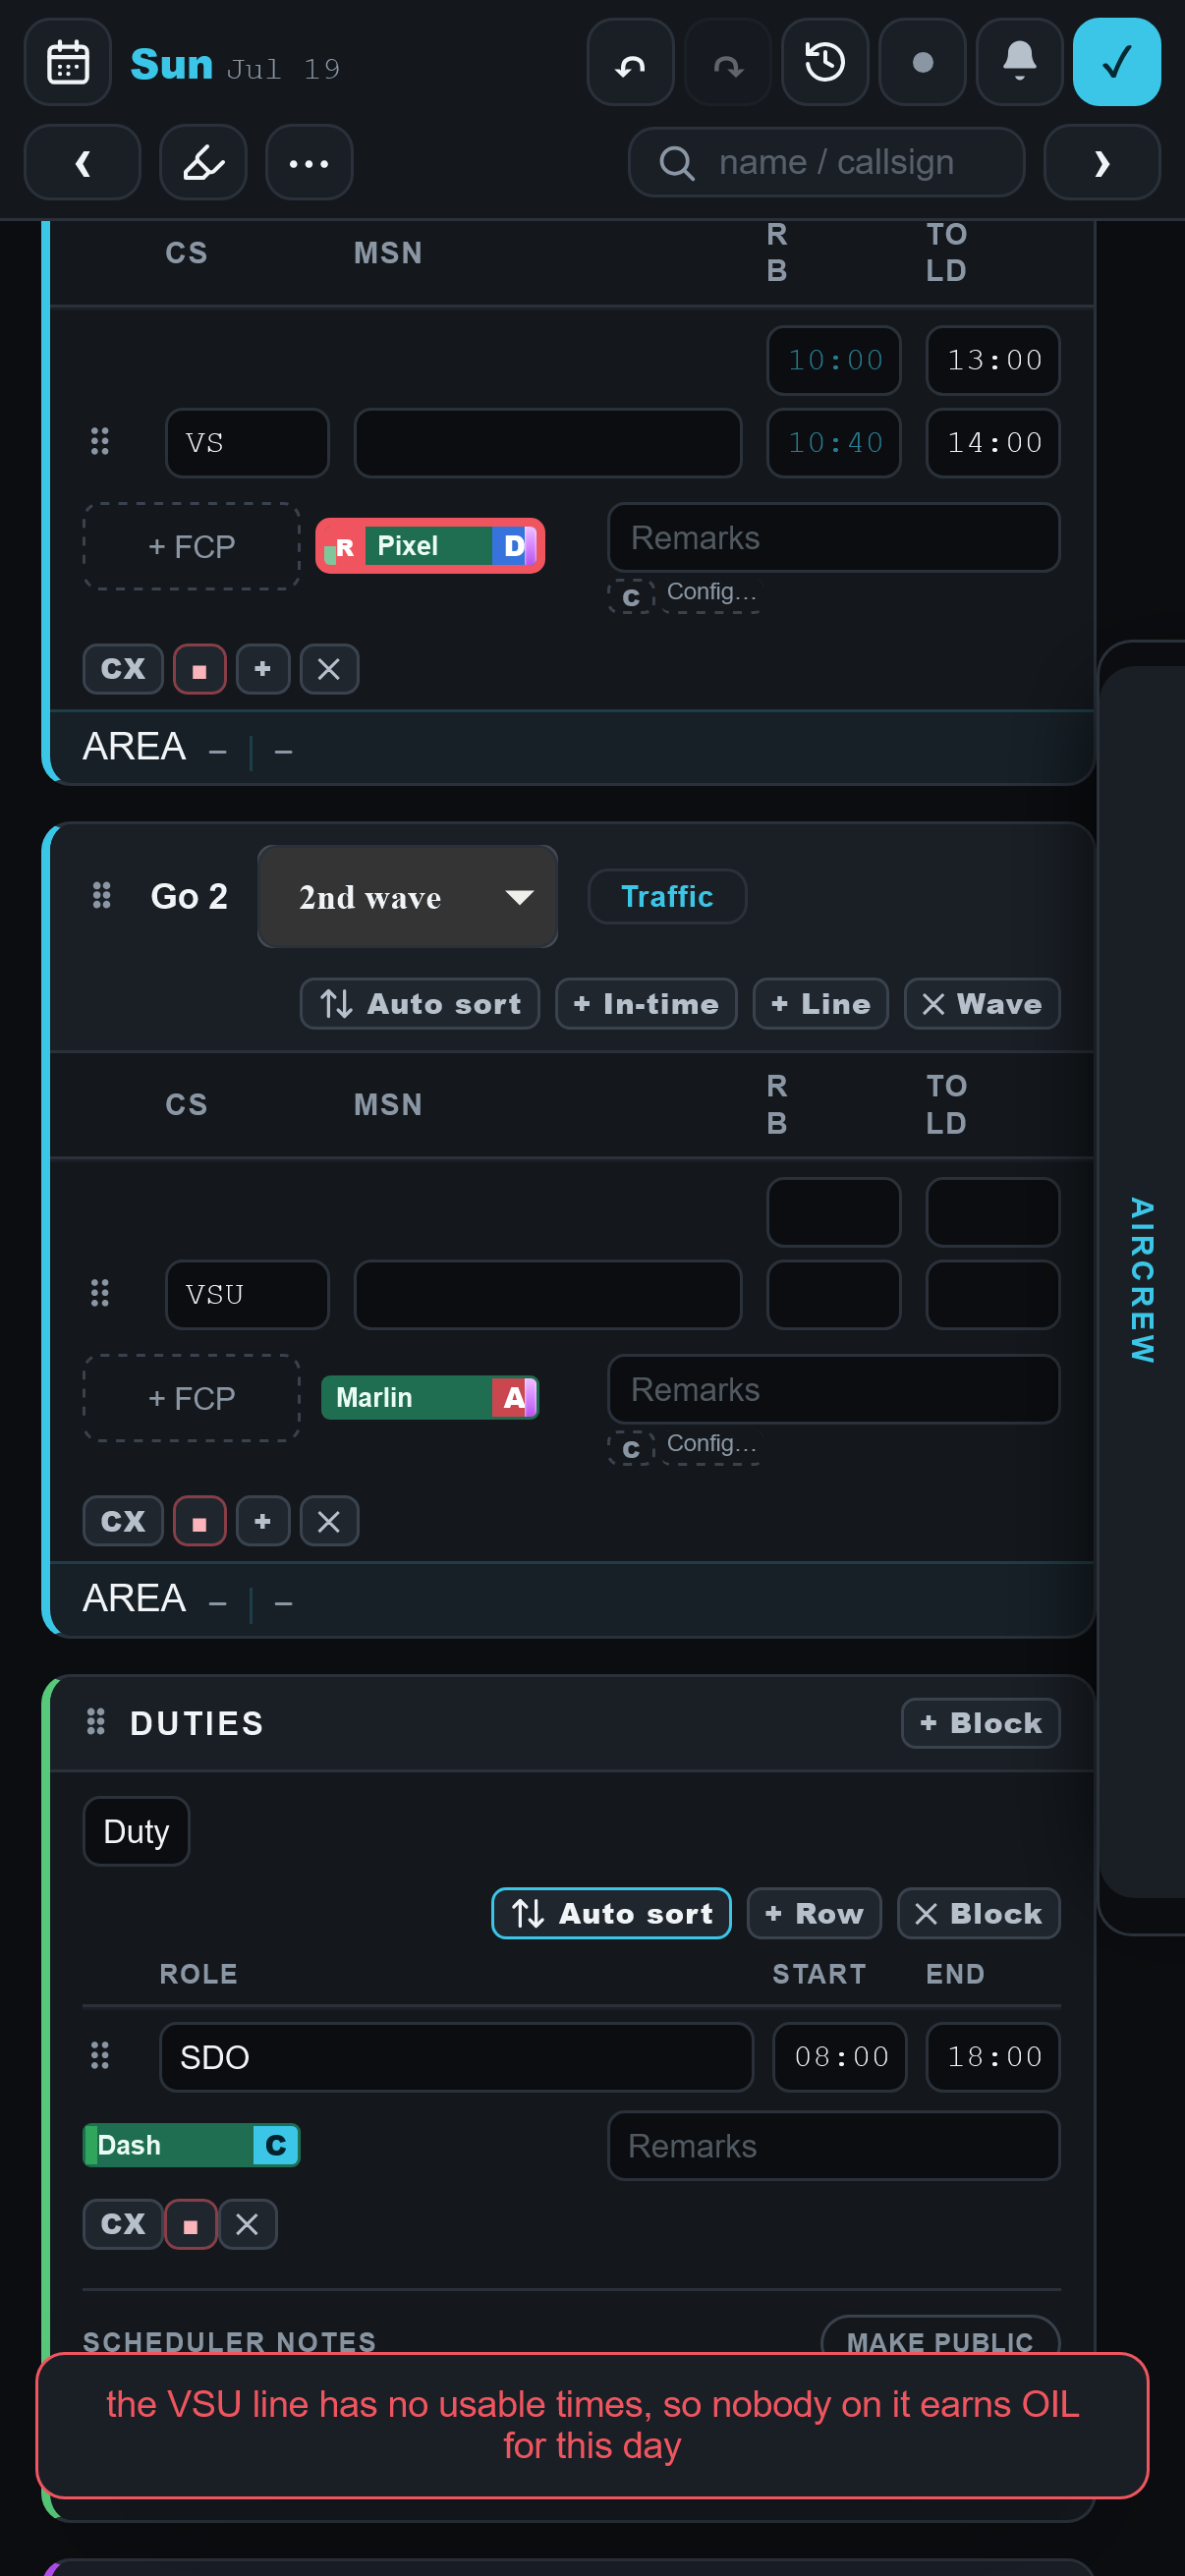 Sun Jul 19
name / callsign
CS MSN R TO
B LD
10:00 13:00
VS 10:40 14:00
+ FCP R Pixel D Remarks
C Config...
CX + ×
AREA – | –
Go 2 2nd wave Traffic
Auto sort + In-time + Line × Wave
CS MSN R TO
B LD
VSU
+ FCP Marlin A Remarks
C Config...
CX + ×
AREA – | –
AIRCREW
DUTIES + Block
Duty
Auto sort + Row × Block
ROLE START END
SDO 08:00 18:00
Dash C Remarks
CX ×
SCHEDULER NOTES MAKE PUBLIC
the VSU line has no usable times, so nobody on it earns OIL
for this day